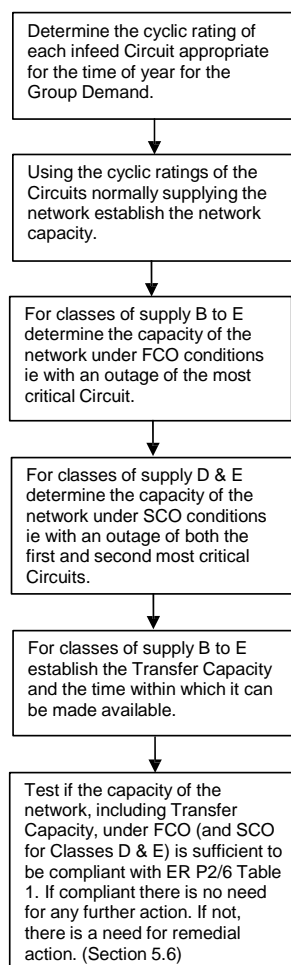 Determine the cyclic rating of
each infeed Circuit appropriate
for the time of year for the
Group Demand.
Using the cyclic ratings of the
Circuits normally supplying the
network establish the network
capacity.
For classes of supply B to E
determine the capacity of the
network under FCO conditions
ie with an outage of the most
critical Circuit.
For classes of supply D & E
determine the capacity of the
network under SCO conditions
ie with an outage of both the
first and second most critical
Circuits.
For classes of supply B to E
establish the Transfer Capacity
and the time within which it can
be made available.
Test if the capacity of the
network, including Transfer
Capacity, under FCO (and SCO
for Classes D & E) is sufficient
to be compliant with ER P2/6 Table
1. If compliant there is no need
for any further action. If not,
there is a need for remedial
action. (Section 5.6)